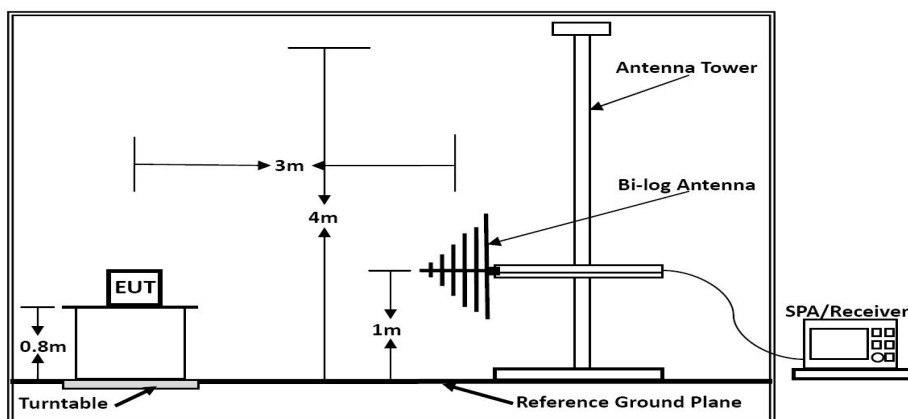 Antenna Tower
3m
Bi-log Antenna
4m
EUT
1m
0.8m
SPA/Receiver
Turntable
Reference Ground Plane